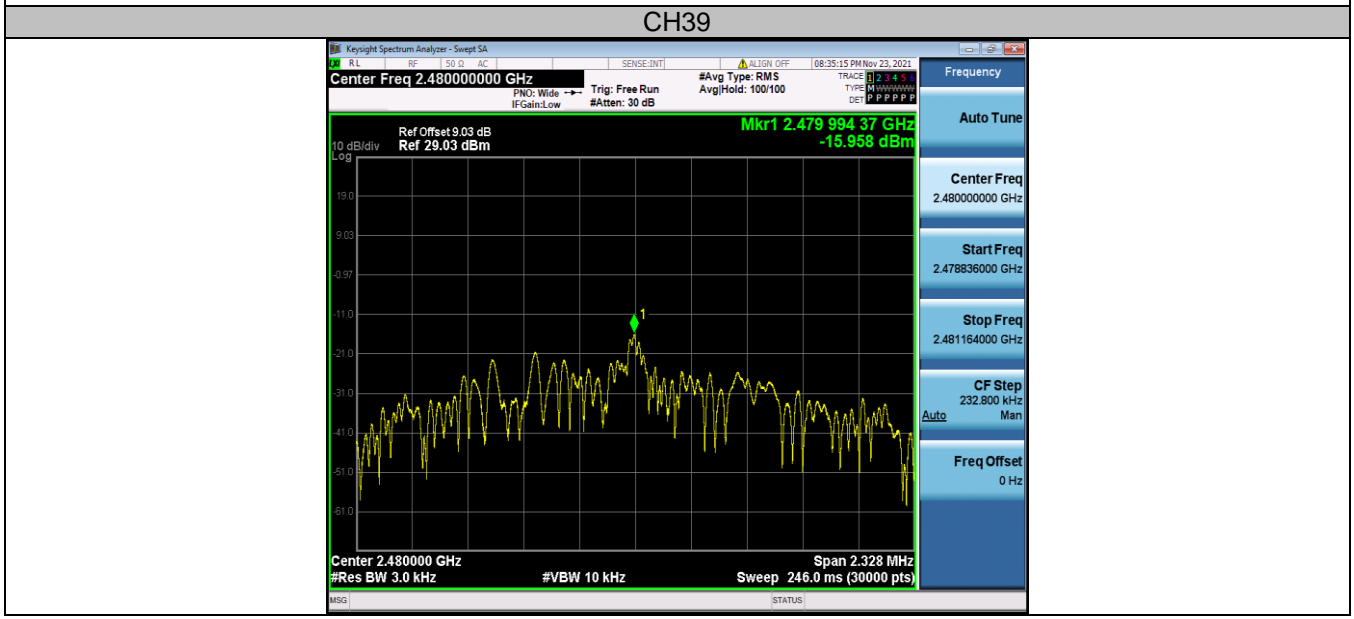 CH39
Keysight Spectrum Analyzer - Swept SA
RL RF 50 Ω AC SENSE:INT ALIGN OFF 08:35:15 PM Nov 23, 2021
Center Freq 2.480000000 GHz
PNO: Wide
IFGain:Low
Trig: Free Run
#Atten: 30 dB
#Avg Type: RMS
Avg|Hold: 100/100
TRACE 1 2 3 4 5 6
TYPE M WWWWW
DET P P P P P P
Mkr1 2.479 994 37 GHz
-15.958 dBm
Ref Offset 9.03 dB
10 dB/div Ref 29.03 dBm
Log
19.0
9.03
-0.97
-11.0
-21.0
-31.0
-41.0
-51.0
-61.0
1
Center 2.480000 GHz Span 2.328 MHz
#Res BW 3.0 kHz #VBW 10 kHz Sweep 246.0 ms (30000 pts)
MSG STATUS
Frequency
Auto Tune
Center Freq
2.480000000 GHz
Start Freq
2.478836000 GHz
Stop Freq
2.481164000 GHz
CF Step
232.800 kHz
Auto Man
Freq Offset
0 Hz